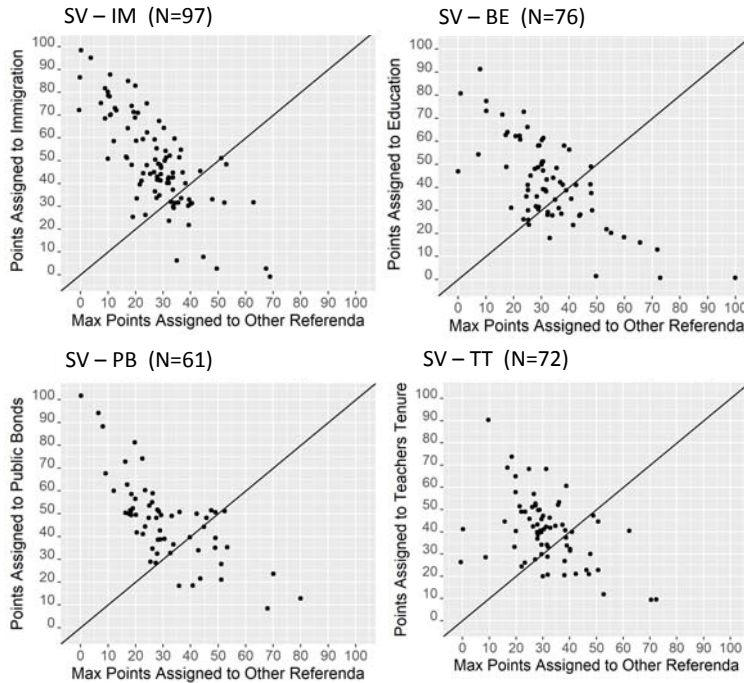 SV – IM (N=97)
Points Assigned to Immigration
100
90
80
70
60
50
40
30
20
10
0
0 10 20 30 40 50 60 70 80 90 100
Max Points Assigned to Other Referenda
SV – BE (N=76)
Points Assigned to Education
100
90
80
70
60
50
40
30
20
10
0
0 10 20 30 40 50 60 70 80 90 100
Max Points Assigned to Other Referenda
SV – PB (N=61)
Points Assigned to Public Bonds
100
90
80
70
60
50
40
30
20
10
0
0 10 20 30 40 50 60 70 80 90 100
Max Points Assigned to Other Referenda
SV – TT (N=72)
Points Assigned to Teachers Tenure
100
90
80
70
60
50
40
30
20
10
0
0 10 20 30 40 50 60 70 80 90 100
Max Points Assigned to Other Referenda